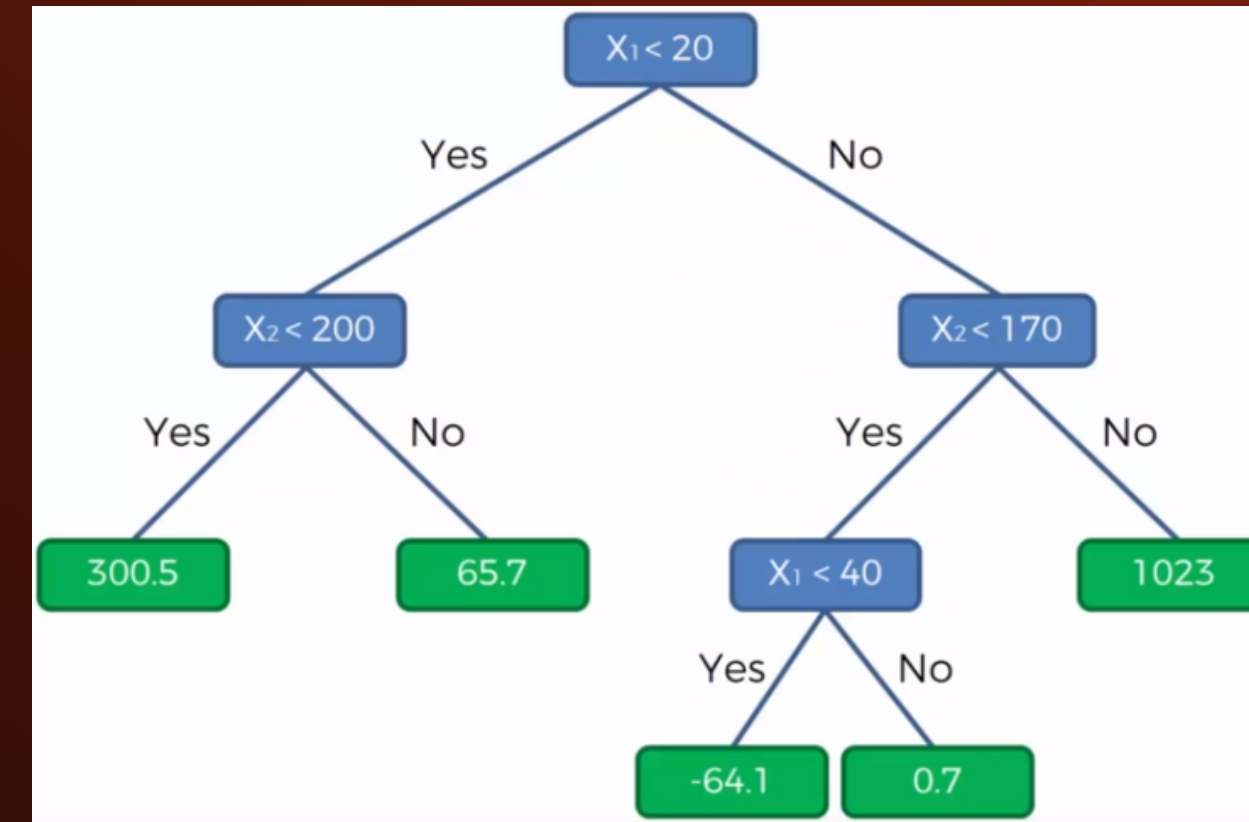 X1 < 20
Yes
No
X2 < 200
X2 < 170
Yes
No
Yes
No
300.5
65.7
X1 < 40
1023
Yes
No
-64.1
0.7